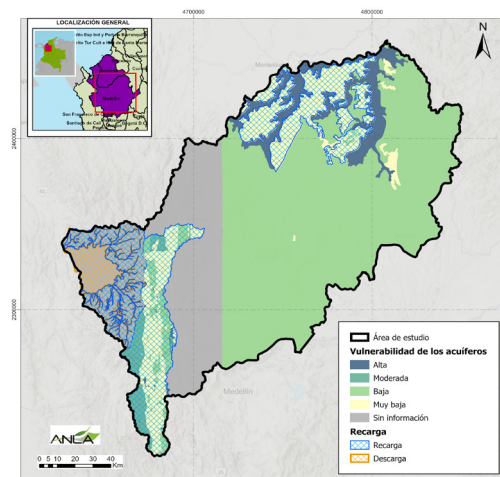 LOCALIZACIÓN GENERAL
Medellín
4700000
4800000
2400000
2300000
Medellín
Área de estudio
Vulnerabilidad de los acuíferos
Alta
Moderada
Baja
Muy baja
Sin información
Recarga
Recarga
Descarga
ANLA
0 5 10 20 30 40
Km
N